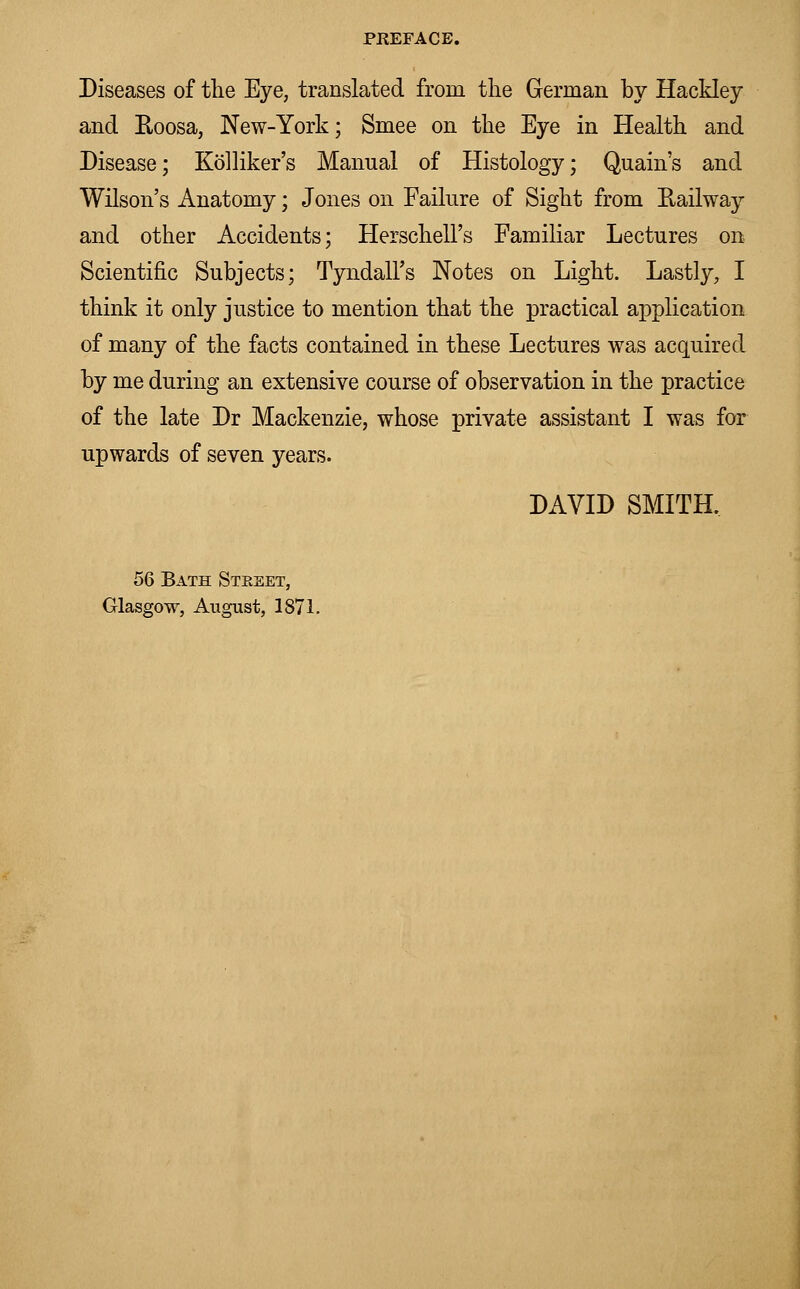 PREFACE.
Diseases of the Eye, translated from the German by Hackley
and Roosa, New-York; Smee on the Eye in Health and
Disease; Kölliker's Manual of Histology; Quain's and
Wilson's Anatomy; Jones on Failure of Sight from Railway
and other Accidents; Herschell's Familiar Lectures on
Scientific Subjects; Tyndall's Notes on Light. Lastly, I
think it only justice to mention that the practical application
of many of the facts contained in these Lectures was acquired
by me during an extensive course of observation in the practice
of the late Dr Mackenzie, whose private assistant I was for
upwards of seven years.
DAVID SMITH.
56 Bath Street,
Glasgow, August, 1871.